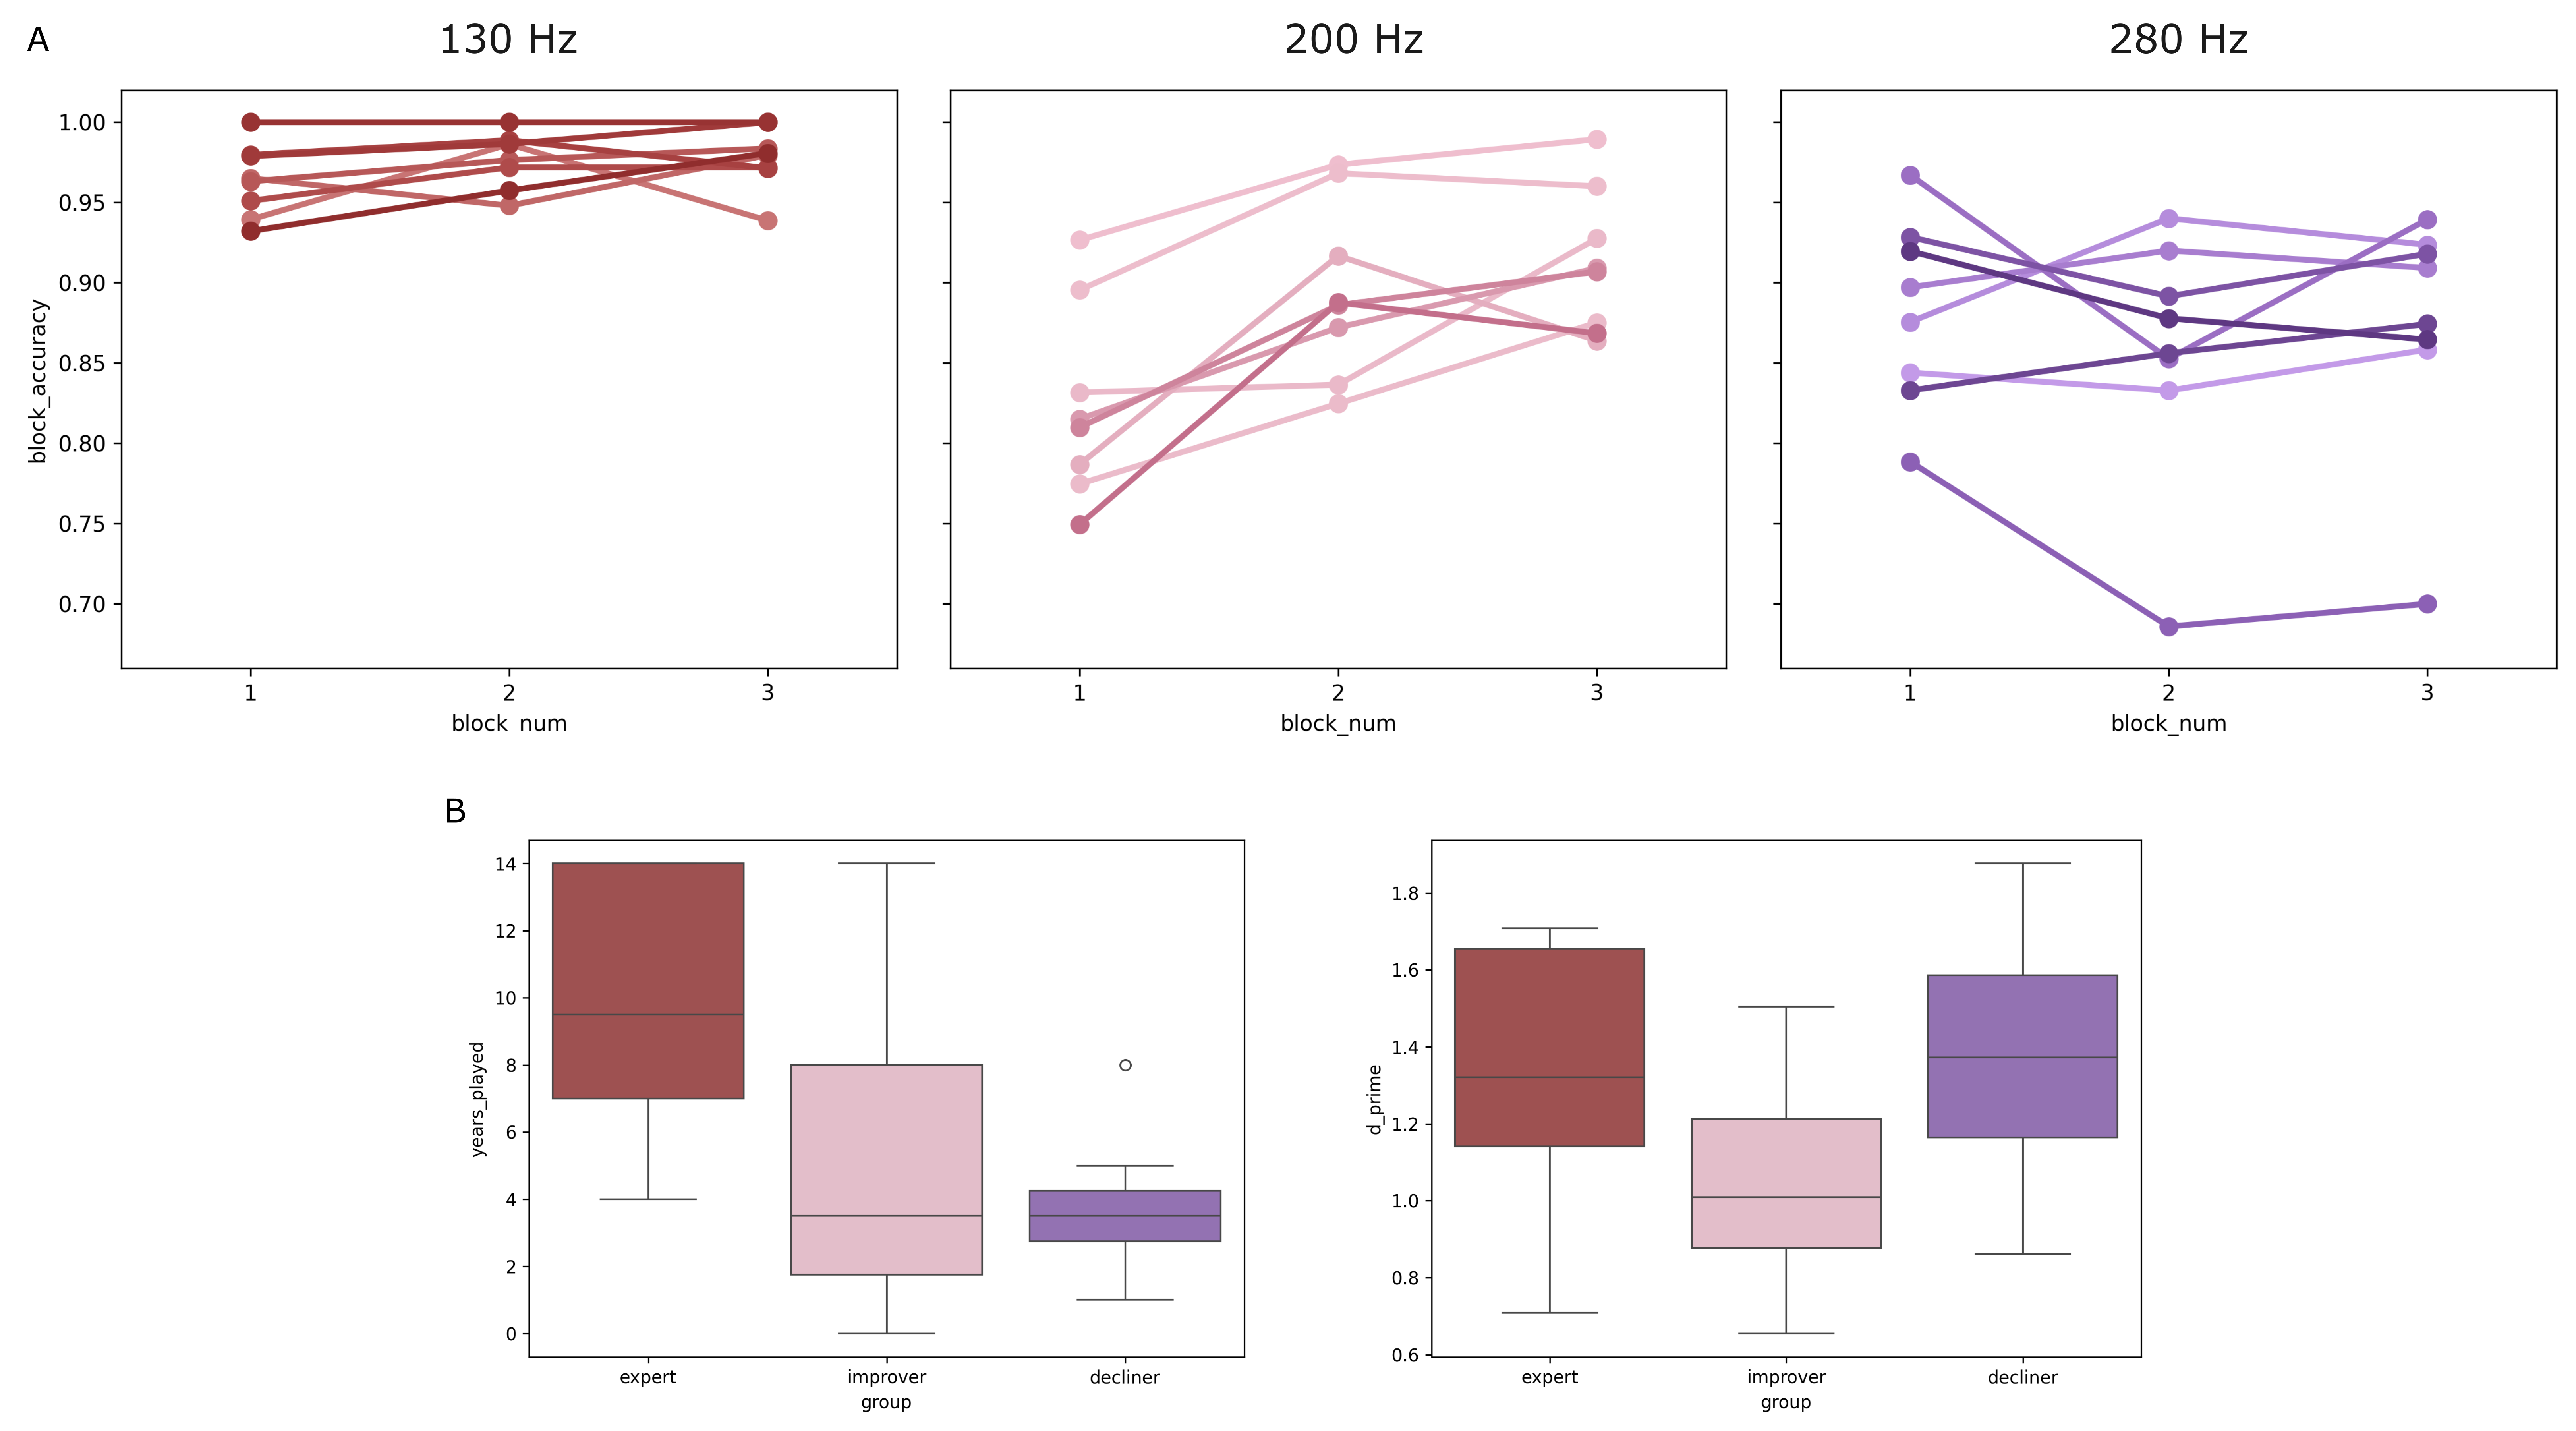 A
130 Hz 200 Hz 280 Hz
block_accuracy
1.00
0.95
0.90
0.85
0.80
0.75
0.70
1 2 3
block num
1 2 3
block_num
1 2 3
block_num
B
years_played
14
12
10
8
6
4
2
0
expert improver decliner
group
d_prime
1.8
1.6
1.4
1.2
1.0
0.8
0.6
expert improver decliner
group